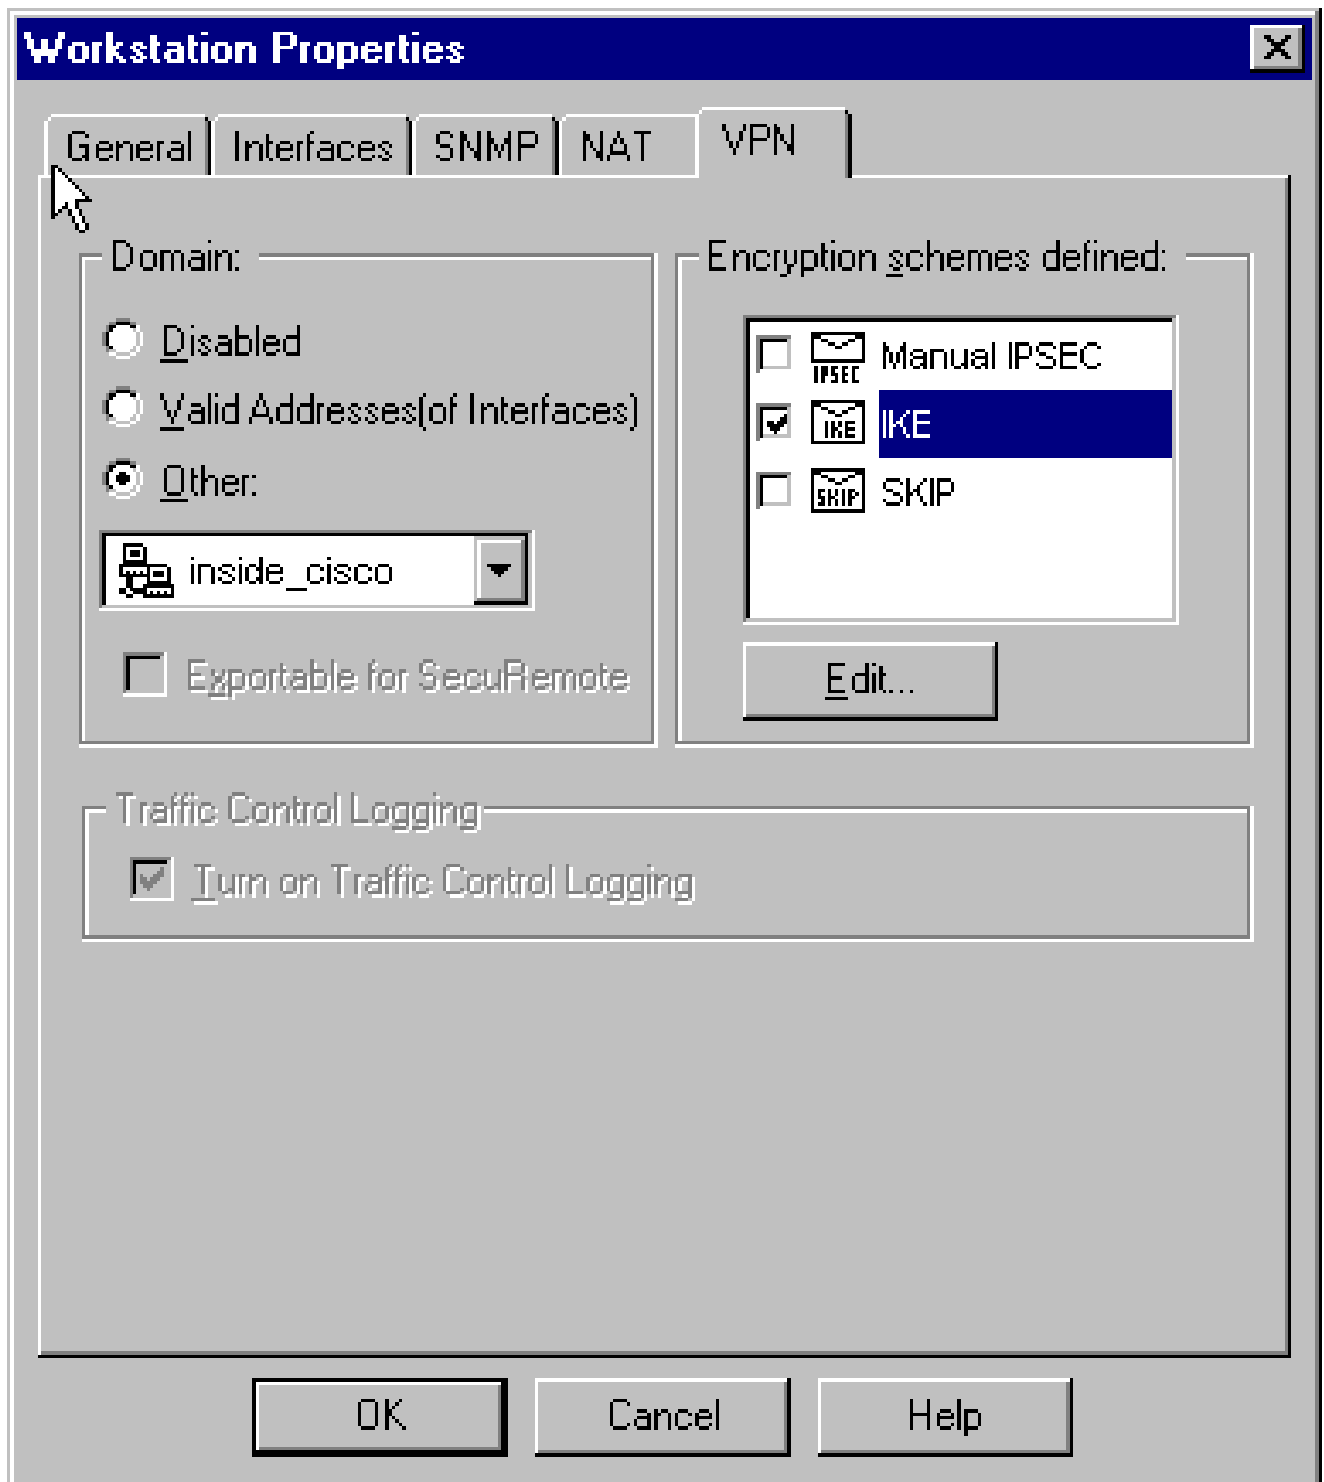 Workstation Properties
General Interfaces SNMP NAT VPN
Domain:
Disabled
Valid Addresses(of Interfaces)
Other:
inside_cisco
Exportable for SecuRemote
Encryption schemes defined:
IPSEC Manual IPSEC
IKE IKE
SKIP SKIP
Edit...
Traffic Control Logging
Turn on Traffic Control Logging
OK Cancel Help